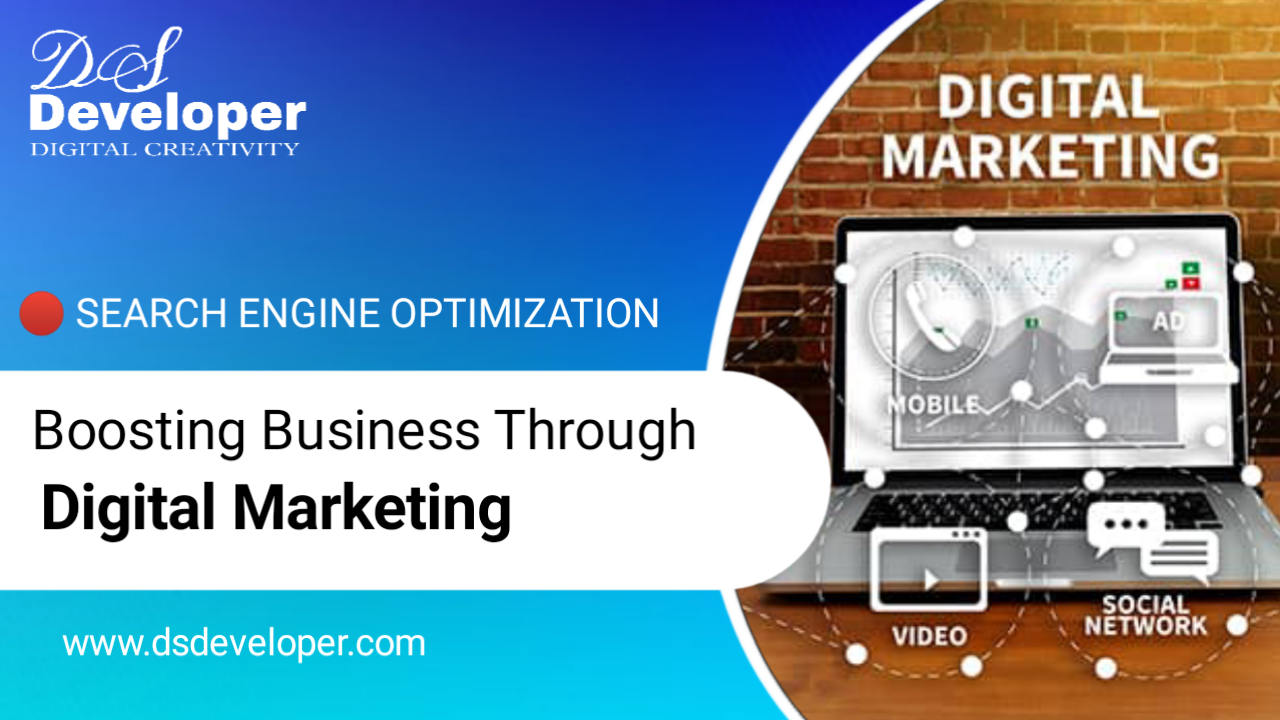 DS
Developer
DIGITAL CREATIVITY
SEARCH ENGINE OPTIMIZATION
Boosting Business Through
Digital Marketing
www.dsdeveloper.com
DIGITAL
MARKETING
AD
MOBILE
VIDEO
SOCIAL
NETWORK